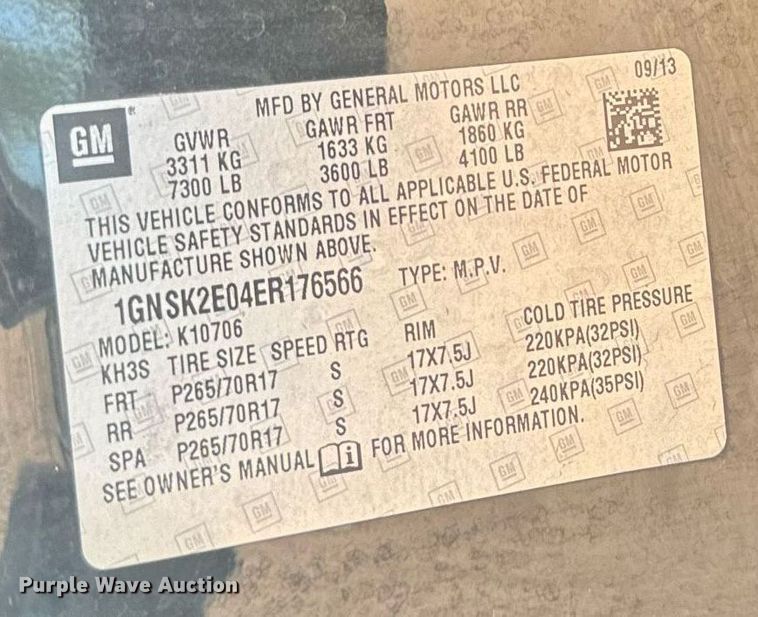 09/13
GM
MFD BY GENERAL MOTORS LLC
GVWR GAWR FRT GAWR RR
3311 KG 1633 KG 1860 KG
7300 LB 3600 LB 4100 LB
THIS VEHICLE CONFORMS TO ALL APPLICABLE U.S. FEDERAL MOTOR
VEHICLE SAFETY STANDARDS IN EFFECT ON THE DATE OF
MANUFACTURE SHOWN ABOVE.
1GNSK2E04ER176566 TYPE: M.P.V.
MODEL: K10706
KH3S TIRE SIZE SPEED RTG RIM COLD TIRE PRESSURE
FRT P265/70R17 S 17X7.5J 220KPA(32PSI)
RR P265/70R17 S 17X7.5J 220KPA(32PSI)
SPA P265/70R17 S 17X7.5J 240KPA(35PSI)
SEE OWNER'S MANUAL i FOR MORE INFORMATION.
Purple Wave Auction